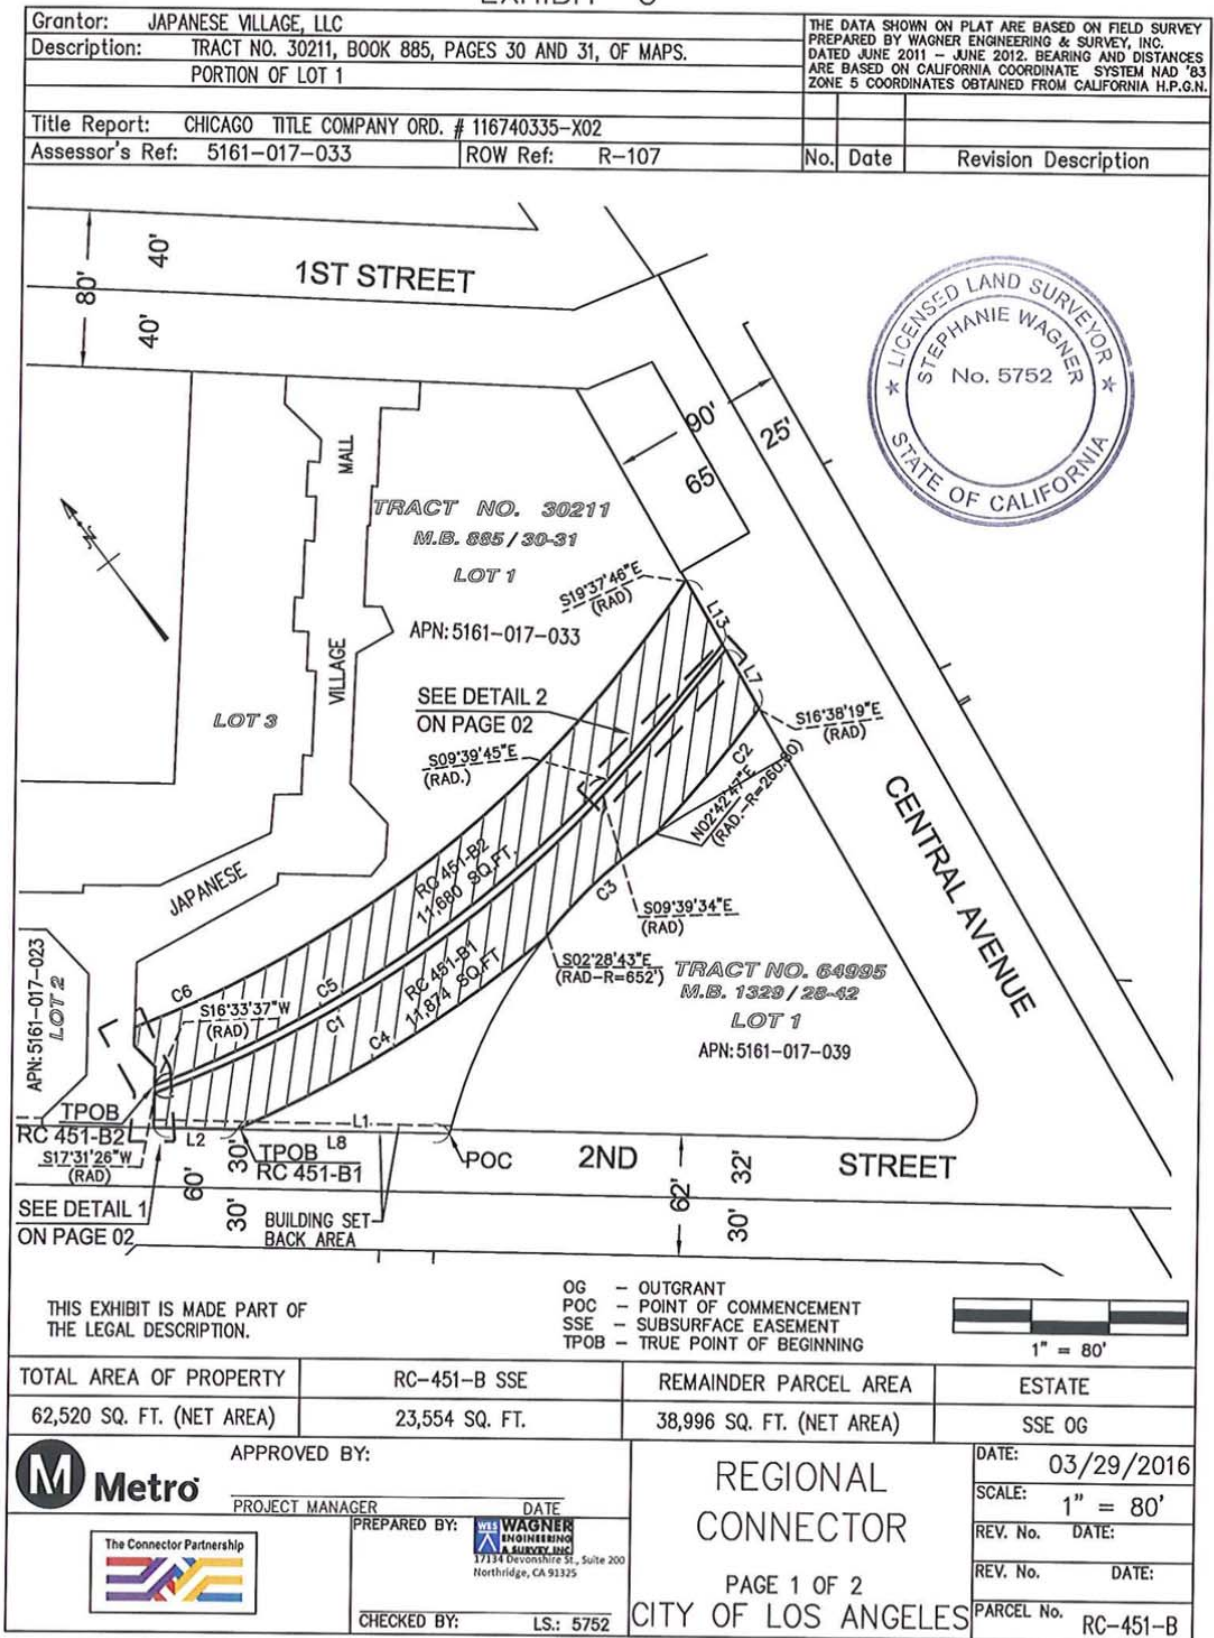 Grantor: JAPANESE VILLAGE, LLC
Description: TRACT NO. 30211, BOOK 885, PAGES 30 AND 31, OF MAPS.
PORTION OF LOT 1
THE DATA SHOWN ON PLAT ARE BASED ON FIELD SURVEY
PREPARED BY WAGNER ENGINEERING & SURVEY, INC.
DATED JUNE 2011 – JUNE 2012. BEARING AND DISTANCES
ARE BASED ON CALIFORNIA COORDINATE SYSTEM NAD '83
ZONE 5 COORDINATES OBTAINED FROM CALIFORNIA H.P.G.N.
Title Report: CHICAGO TITLE COMPANY ORD. # 116740335-X02
Assessor's Ref: 5161-017-033 ROW Ref: R-107
No. Date Revision Description
80'
40'
40'
1ST STREET
LICENSED LAND SURVEYOR
STEPHANIE WAGNER
No. 5752
STATE OF CALIFORNIA
90'
65
25'
MALL
TRACT NO. 30211
M.B. 885 / 30-31
LOT 1
N
S19°37'46"E
(RAD)
L13
APN: 5161-017-033
VILLAGE
LOT 3
SEE DETAIL 2
ON PAGE 02
L7
S16°38'19"E
(RAD)
S09°39'45"E
(RAD.)
C2
N02°42'47"E
CENTRAL AVENUE
RC 451-B2
11,680 SQ.FT.
JAPANESE
C3
S09°39'34"E
(RAD)
RC 451-B1
11,874 SQ.FT
S02°28'43"E
(RAD-R=652')
TRACT NO. 64995
M.B. 1329 / 28-42
LOT 1
APN: 5161-017-039
APN: 5161-017-023
LOT 2
C6
C5
S16°33'37"W
(RAD)
C1
C4
TPOB
RC 451-B2
S17°31'26"W
(RAD)
L1
L2
L8
TPOB
RC 451-B1
POC
2ND STREET
60'
30'
30'
62'
32'
30'
SEE DETAIL 1
ON PAGE 02
BUILDING SET
BACK AREA
THIS EXHIBIT IS MADE PART OF
THE LEGAL DESCRIPTION.
OG – OUTGRANT
POC – POINT OF COMMENCEMENT
SSE – SUBSURFACE EASEMENT
TPOB – TRUE POINT OF BEGINNING
1" = 80'
TOTAL AREA OF PROPERTY RC-451-B SSE REMAINDER PARCEL AREA ESTATE
62,520 SQ. FT. (NET AREA) 23,554 SQ. FT. 38,996 SQ. FT. (NET AREA) SSE OG
M Metro
APPROVED BY:
PROJECT MANAGER DATE
The Connector Partnership
PREPARED BY:
WES WAGNER
ENGINEERING
& SURVEY, INC
17134 Devonshire St., Suite 200
Northridge, CA 91325
CHECKED BY: LS.: 5752
REGIONAL
CONNECTOR
PAGE 1 OF 2
CITY OF LOS ANGELES
DATE: 03/29/2016
SCALE: 1" = 80'
REV. No. DATE:
REV. No. DATE:
PARCEL No. RC-451-B